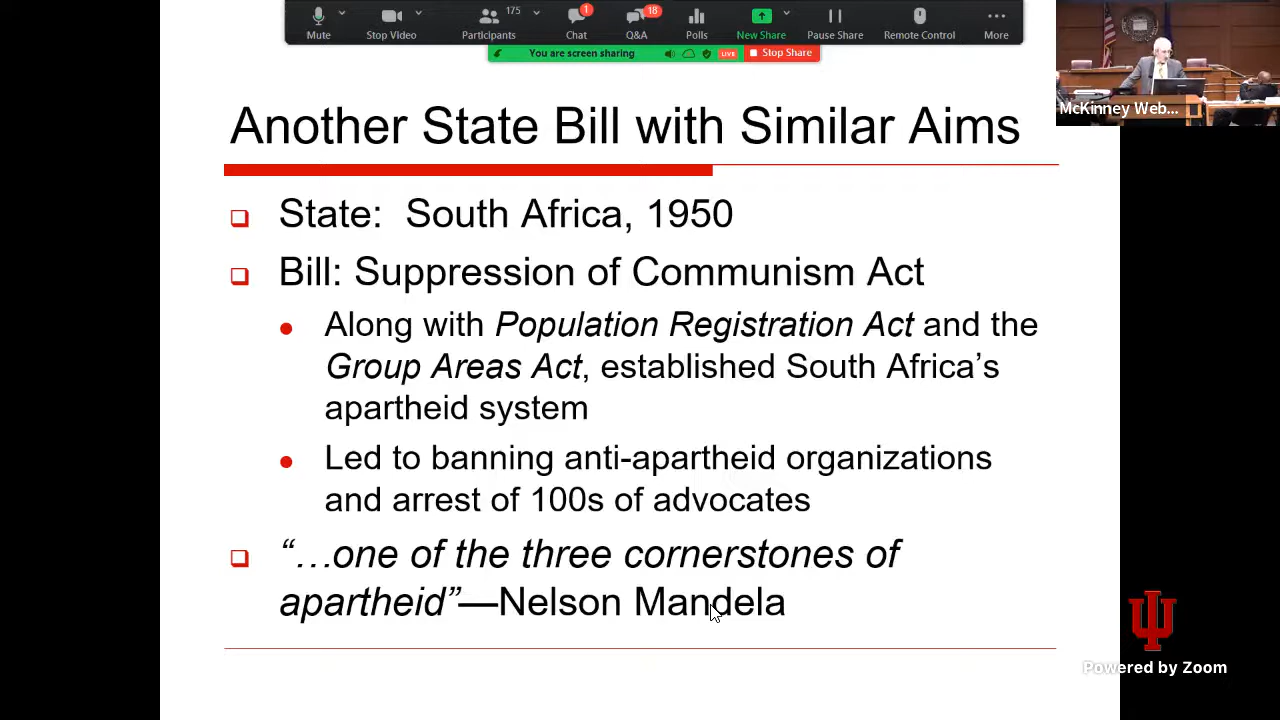 175
1
18
Mute
Stop Video
Participants
Chat
Q&A
Polls
New Share
Pause Share
Remote Control
More
You are screen sharing
LIVE
Stop Share
McKinney Web...
Another State Bill with Similar Aims
State: South Africa, 1950
Bill: Suppression of Communism Act
Along with Population Registration Act and the
Group Areas Act, established South Africa’s
apartheid system
Led to banning anti-apartheid organizations
and arrest of 100s of advocates
“…one of the three cornerstones of
apartheid”—Nelson Mandela
Powered by Zoom